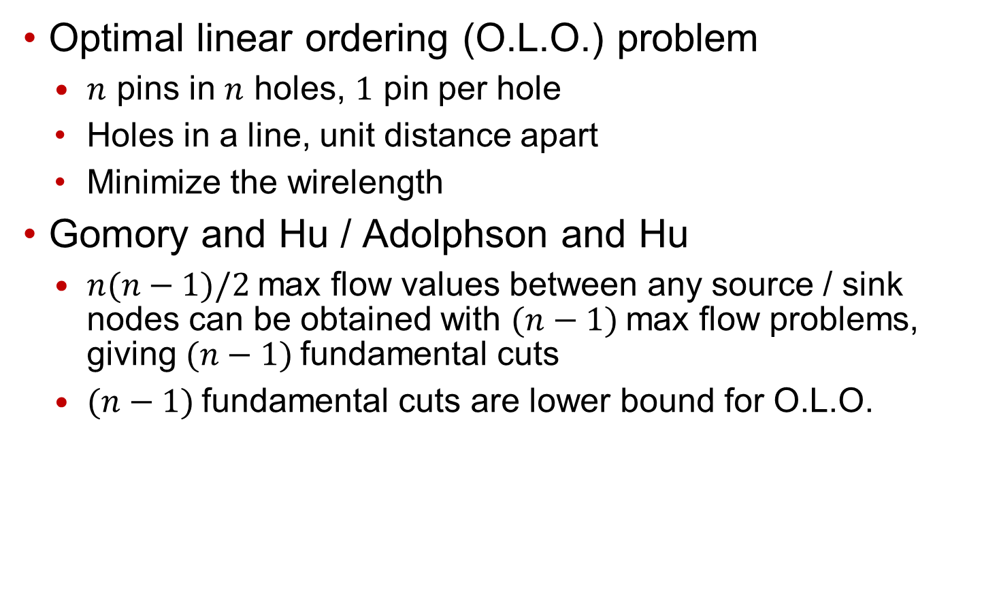 • Optimal linear ordering (O.L.O.) problem
• n pins in n holes, 1 pin per hole
• Holes in a line, unit distance apart
• Minimize the wirelength
• Gomory and Hu / Adolphson and Hu
• n(n − 1)/2 max flow values between any source / sink
nodes can be obtained with (n − 1) max flow problems,
giving (n − 1) fundamental cuts
• (n − 1) fundamental cuts are lower bound for O.L.O.